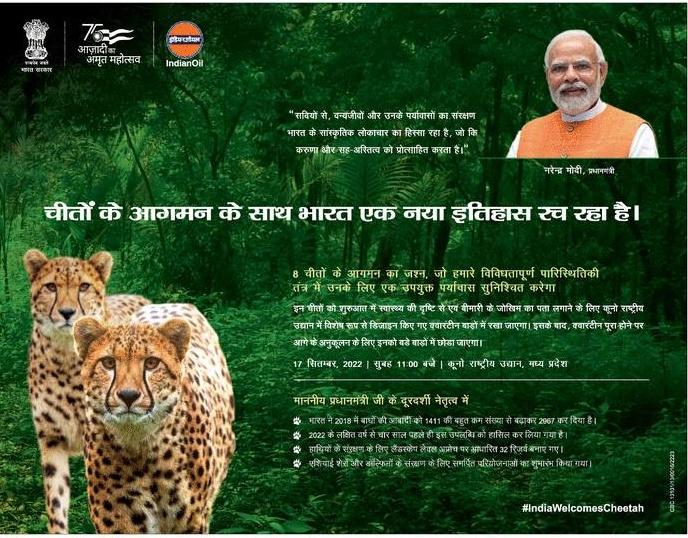 भारत सरकार
75
आज़ादी का
अमृत महोत्सव
इंडियनऑयल
IndianOil
“सदियों से, वन्यजीवों और उनके पर्यावासों का संरक्षण
भारत के सांस्कृतिक लोकाचार का हिस्सा रहा है, जो कि
करुणा और सह-अस्तित्व को प्रोत्साहित करता है।”
नरेन्द्र मोदी, प्रधानमंत्री
चीतों के आगमन के साथ भारत एक नया इतिहास रच रहा है।
8 चीतों के आगमन का जश्न, जो हमारे विविधतापूर्ण पारिस्थितिकी
तंत्र में उनके लिए एक उपयुक्त पर्यावास सुनिश्चित करेगा
इन चीतों को शुरुआत में स्वास्थ्य की दृष्टि से एवं बीमारी के जोखिम का पता लगाने के लिए कूनो राष्ट्रीय
उद्यान में विशेष रूप से डिजाइन किए गए क्वारंटीन बाड़ों में रखा जाएगा। इसके बाद, क्वारंटीन पूरा होने पर
आगे के अनुकूलन के लिए इनको बड़े बाड़ों में छोड़ा जाएगा।
17 सितम्बर, 2022 | सुबह 11:00 बजे | कूनो राष्ट्रीय उद्यान, मध्य प्रदेश
माननीय प्रधानमंत्री जी के दूरदर्शी नेतृत्व में
भारत ने 2018 में बाघों की आबादी को 1411 की बहुत कम संख्या से बढ़ाकर 2967 कर दिया है।
2022 के लक्षित वर्ष से चार साल पहले ही इस उपलब्धि को हासिल कर लिया गया है।
हाथियों के संरक्षण के लिए लैंडस्केप लेवल अप्रोच पर आधारित 32 रिजर्व बनाए गए।
एशियाई शेरों और डॉल्फिनों के संरक्षण के लिए समर्पित परियोजनाओं का शुभारंभ किया गया।
#IndiaWelcomesCheetah